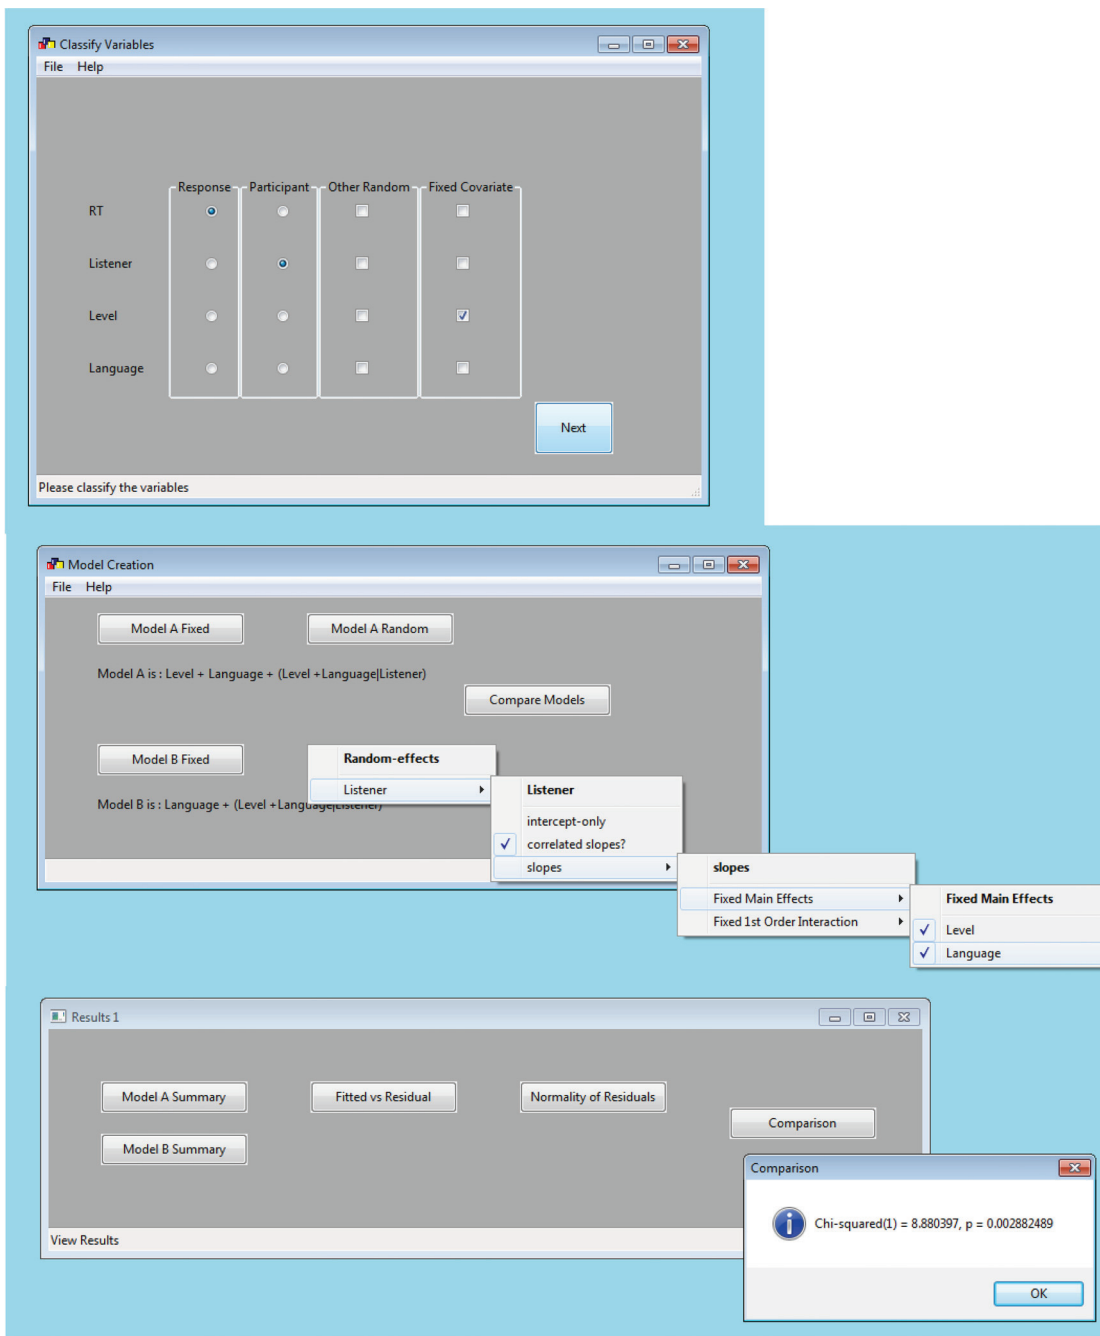 Classify Variables
File Help
Response Participant Other Random Fixed Covariate
RT
Listener
Level
Language
Next
Please classify the variables
Model Creation
File Help
Model A Fixed Model A Random
Model A is : Level + Language + (Level +Language|Listener)
Compare Models
Model B Fixed
Random-effects
Listener
Model B is : Language + (Level +Language|Listener)
Listener
intercept-only
correlated slopes?
slopes
slopes
Fixed Main Effects
Fixed 1st Order Interaction
Fixed Main Effects
Level
Language
Results 1
Model A Summary Fitted vs Residual Normality of Residuals
Comparison
Model B Summary
View Results
Comparison
Chi-squared(1) = 8.880397, p = 0.002882489
OK